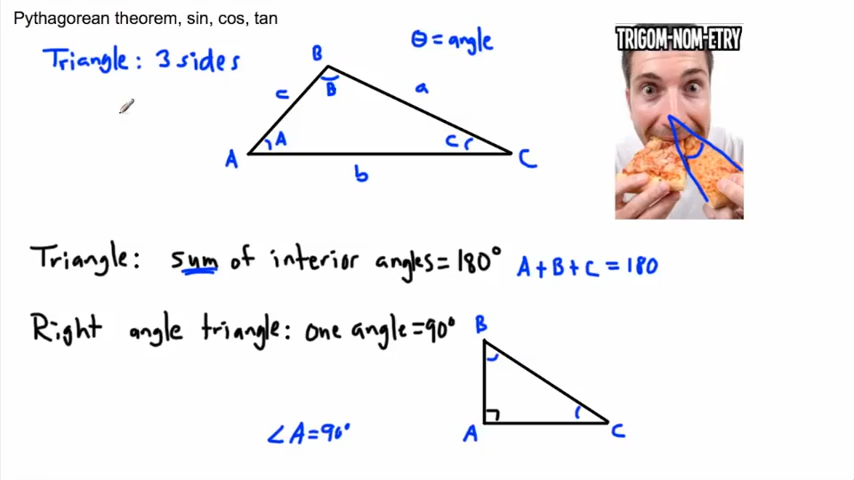 Pythagorean theorem, sin, cos, tan
Triangle: 3 sides
θ = angle
TRIGOM-NOM-ETRY
B
c
B
a
A
A
C
C
b
Triangle: sum of interior angles = 180° A + B + C = 180
Right angle triangle: one angle = 90°
B
∠A = 90°
A
C